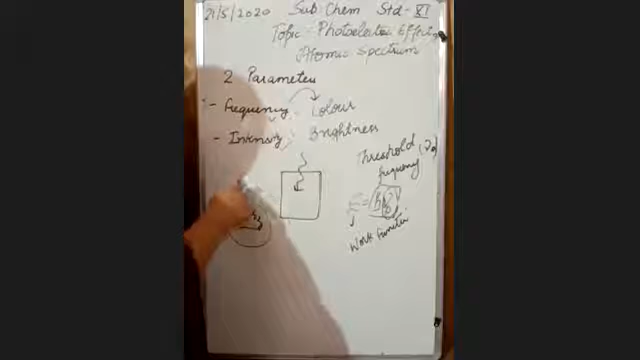 21/5/2020 Sub Chem Std - XI
Topic - Photoelectric Effect
Atomic Spectrum
2 Parameter
- Frequency - Colour
- Intensity - Brightness
Threshold
frequency (ν₀)
= hν₀
Work function